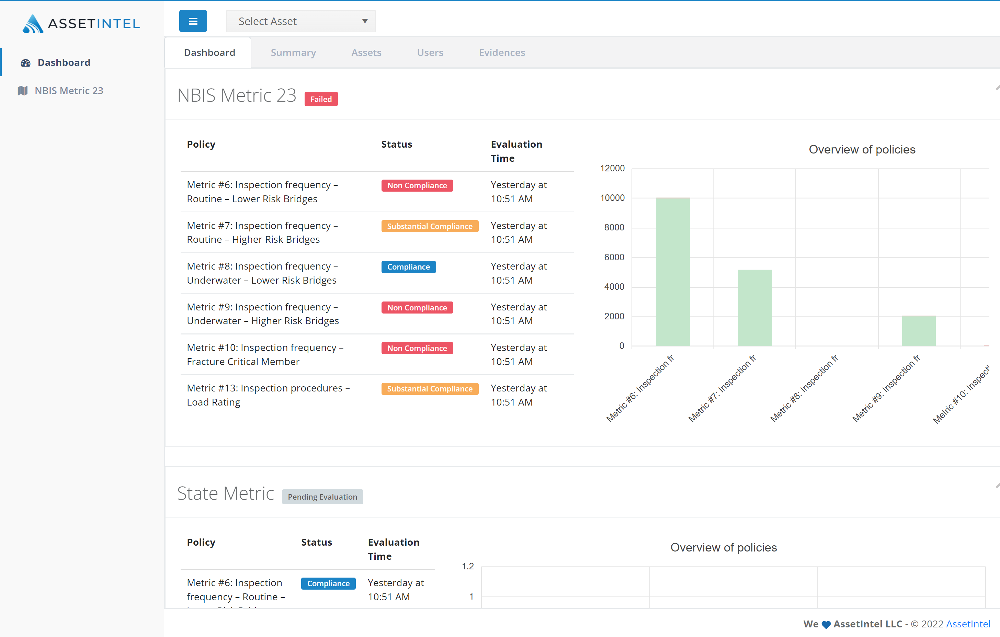 ASSETINTEL
Select Asset
Dashboard
NBIS Metric 23
Dashboard
Summary
Assets
Users
Evidences
NBIS Metric 23
Failed
Policy
Status
Evaluation
Time
Metric #6: Inspection frequency –
Routine – Lower Risk Bridges
Non Compliance
Yesterday at
10:51 AM
Metric #7: Inspection frequency –
Routine – Higher Risk Bridges
Substantial Compliance
Yesterday at
10:51 AM
Metric #8: Inspection frequency –
Underwater – Lower Risk Bridges
Compliance
Yesterday at
10:51 AM
Metric #9: Inspection frequency –
Underwater – Higher Risk Bridges
Non Compliance
Yesterday at
10:51 AM
Metric #10: Inspection frequency –
Fracture Critical Member
Non Compliance
Yesterday at
10:51 AM
Metric #13: Inspection procedures –
Load Rating
Substantial Compliance
Yesterday at
10:51 AM
Overview of policies
12000
10000
8000
6000
4000
2000
0
Metric #6: Inspection fr
Metric #7: Inspection fr
Metric #8: Inspection fr
Metric #9: Inspection fr
Metric #10: Inspecti
State Metric
Pending Evaluation
Policy
Status
Evaluation
Time
Metric #6: Inspection
frequency – Routine –
Compliance
Yesterday at
10:51 AM
Overview of policies
1.2
1
We AssetIntel LLC - © 2022 AssetIntel